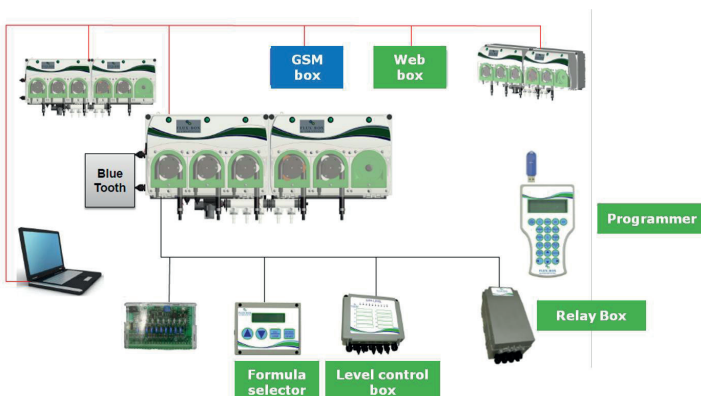 GSM
box
Web
box
Blue
Tooth
Programmer
Relay Box
Formula
selector
Level control
box